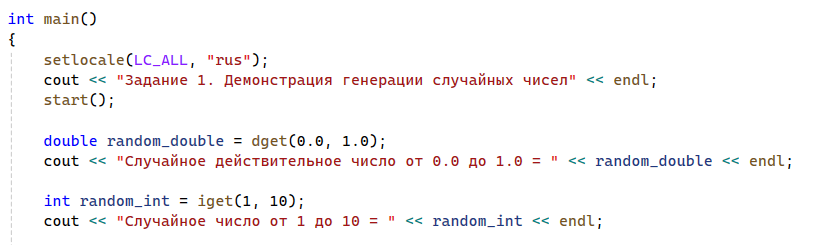 int main()
{
    setlocale(LC_ALL, "rus");
    cout << "Задание 1. Демонстрация генерации случайных чисел" << endl;
    start();

    double random_double = dget(0.0, 1.0);
    cout << "Случайное действительное число от 0.0 до 1.0 = " << random_double << endl;

    int random_int = iget(1, 10);
    cout << "Случайное число от 1 до 10 = " << random_int << endl;